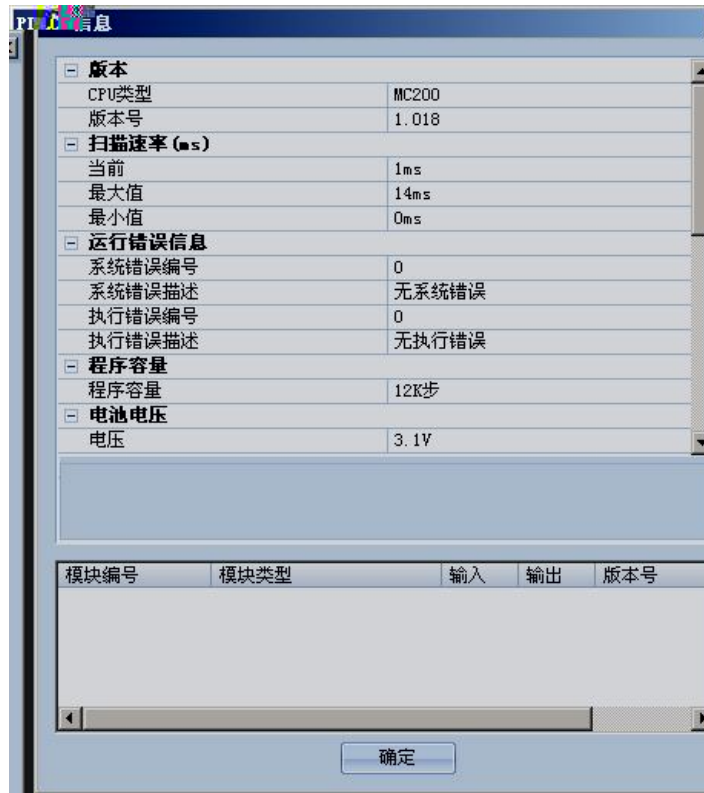 PLC信息
版本
CPU类型 MC200
版本号 1.018
扫描速率(ms)
当前 1ms
最大值 14ms
最小值 0ms
运行错误信息
系统错误编号 0
系统错误描述 无系统错误
执行错误编号 0
执行错误描述 无执行错误
程序容量
程序容量 12K步
电池电压
电压 3.1V
模块编号 模块类型 输入 输出 版本号
确定